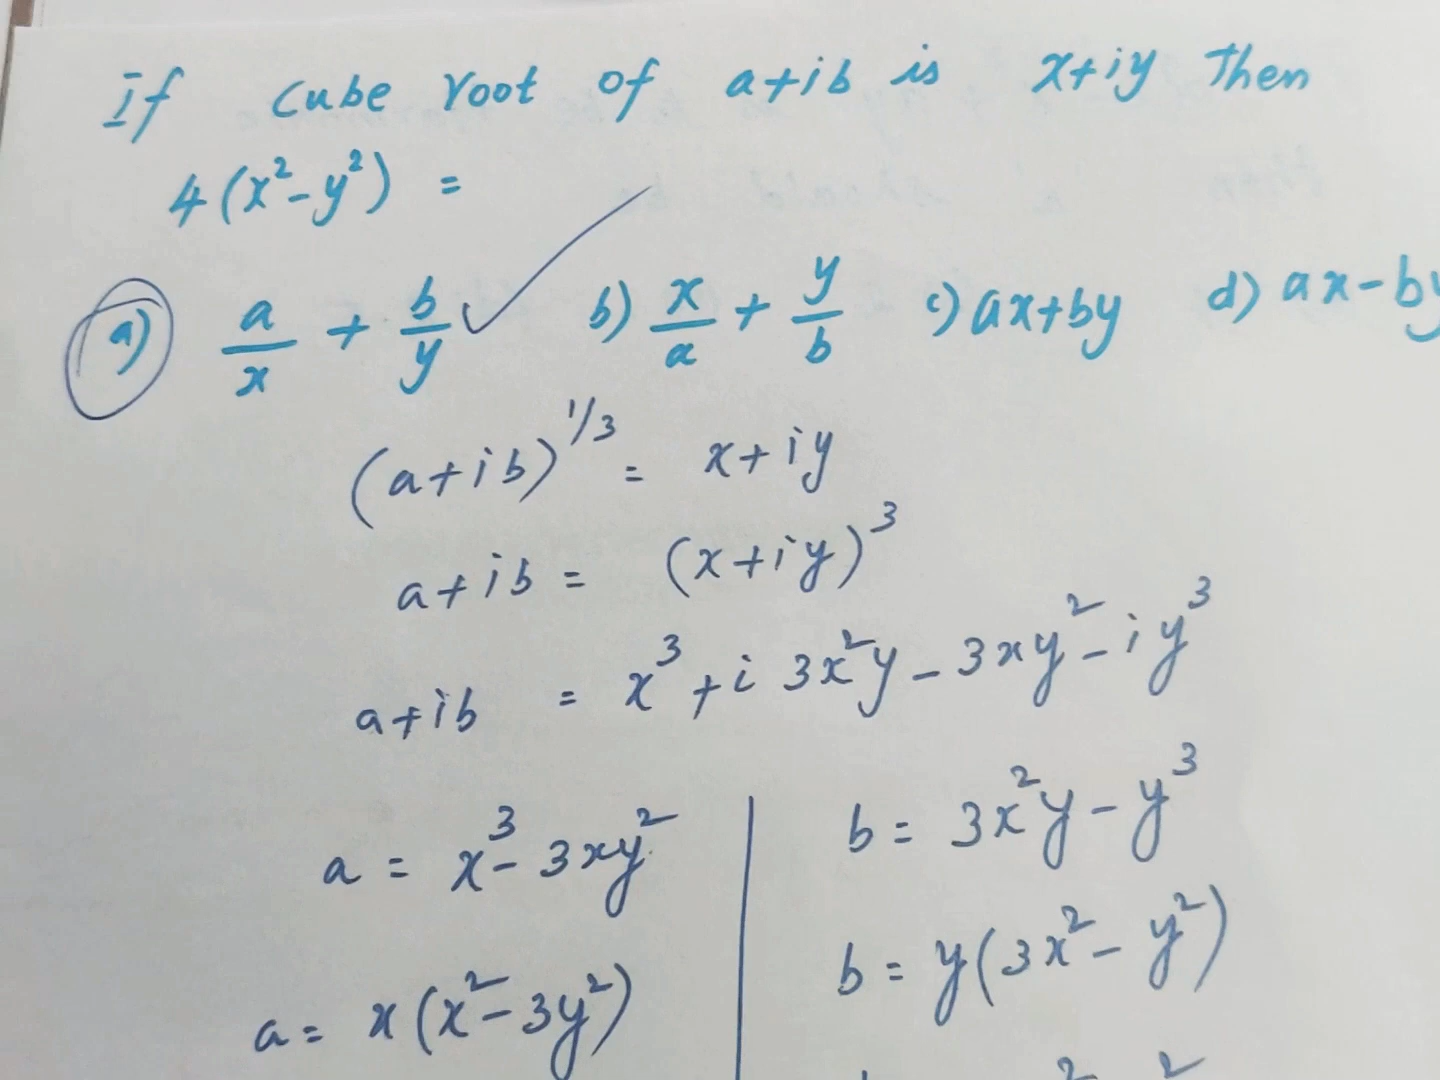 If cube root of a+ib is x+iy Then
4(x²-y²) =
a) a/x + b/y ✓ b) x/a + y/b c) ax+by d) ax-by
(a+ib)^1/3 = x+iy
a+ib = (x+iy)³
a+ib = x³+i 3x²y-3xy²-iy³
a = x³-3xy²
b = 3x²y-y³
a = x(x²-3y²)
b = y(3x²-y²)